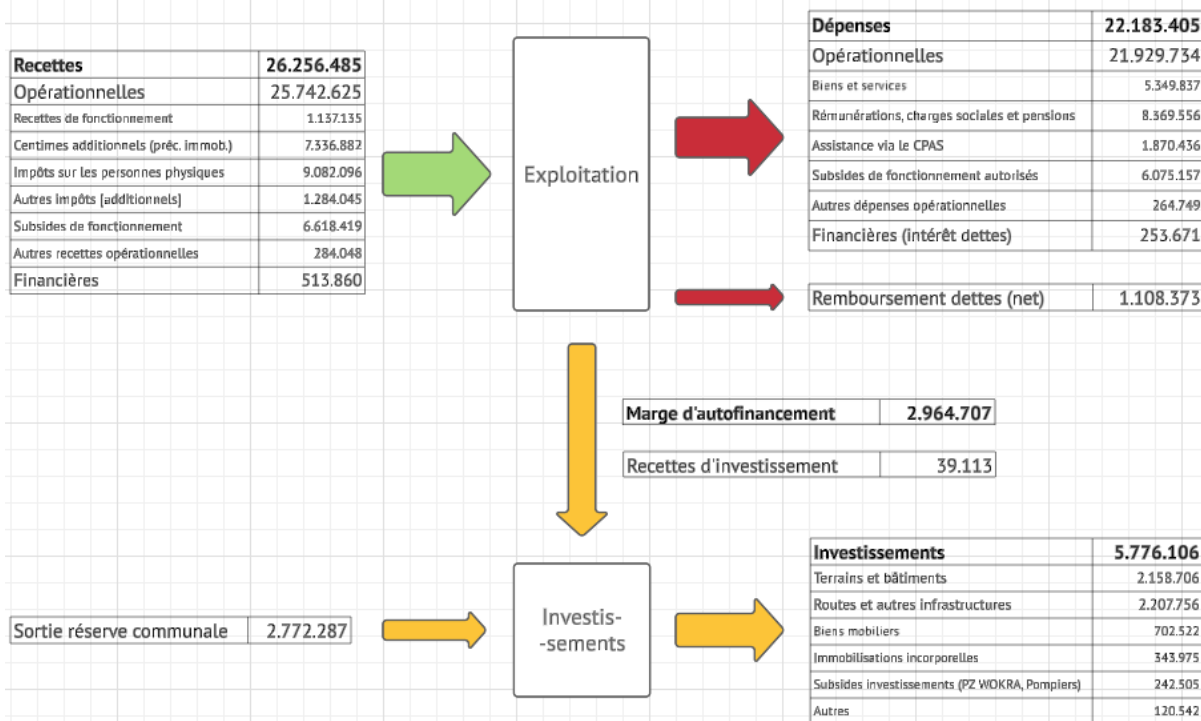 Recettes 26.256.485
Opérationnelles 25.742.625
Recettes de fonctionnement 1.137.135
Centimes additionnels (préc. immob.) 7.336.882
Impôts sur les personnes physiques 9.082.096
Autres impôts [additionnels] 1.284.045
Subsides de fonctionnement 6.618.419
Autres recettes opérationnelles 284.048
Financières 513.860
Exploitation
Dépenses 22.183.405
Opérationnelles 21.929.734
Biens et services 5.349.837
Rémunérations, charges sociales et pensions 8.369.556
Assistance via le CPAS 1.870.436
Subsides de fonctionnement autorisés 6.075.157
Autres dépenses opérationnelles 264.749
Financières (intérêt dettes) 253.671
Remboursement dettes (net) 1.108.373
Marge d'autofinancement 2.964.707
Recettes d'investissement 39.113
Sortie réserve communale 2.772.287
Investis-
-sements
Investissements 5.776.106
Terrains et bâtiments 2.158.706
Routes et autres infrastructures 2.207.756
Biens mobiliers 702.522
Immobilisations incorporelles 343.975
Subsides investissements (PZ WOKRA, Pompiers) 242.505
Autres 120.542